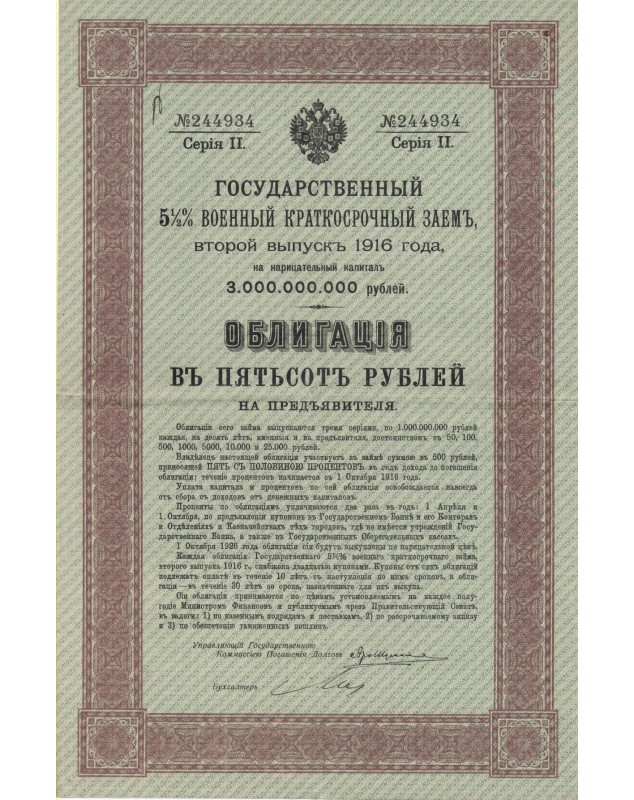 №244934 №244934
Серія II. Серія II.
ГОСУДАРСТВЕННЫЙ
5½% ВОЕННЫЙ КРАТКОСРОЧНЫЙ ЗАЕМЪ,
второй выпускъ 1916 года,
на нарицательный капиталъ
3.000.000.000 рублей.
ОБЛИГАЦІЯ
ВЪ ПЯТЬСОТЪ РУБЛЕЙ
НА ПРЕДЪЯВИТЕЛЯ.
Облигаціи сего займа выпускаются тремя серіями, по 1.000.000.000 рублей
каждая, на десять лѣтъ, именныя и на предъявителя, достоинствомъ въ 50, 100,
500, 1000, 5000, 10.000 и 25.000 рублей.
Владѣлец настоящей облигаціи участвуетъ въ займѣ суммою въ 500 рублей,
приносящей ПЯТЬ СЪ ПОЛОВИНОЮ ПРОЦЕНТОВЪ въ годъ дохода до погашенія
облигаціи; теченіе процентовъ начинается съ 1 Октября 1916 года.
Уплата капитала и процентовъ по сей облигаціи освобождается навсегда
отъ сбора съ доходовъ отъ денежныхъ капиталовъ.
Проценты по облигаціямъ уплачиваются два раза въ годъ: 1 Апрѣля и
1 Октября, по предъявленіи купоновъ въ Государственномъ Банкѣ и его Конторахъ
и Отдѣленіяхъ и Казначействахъ тѣхъ городовъ, гдѣ не имѣется учрежденій Госу-
дарственнаго Банка, а также въ Государственныхъ Сберегательныхъ кассахъ.
1 Октября 1926 года облигаціи сіи будутъ выкуплены по нарицательной цѣнѣ.
Каждая облигація Государственнаго 5½% военнаго краткосрочнаго займа,
второго выпуска 1916 г., снабжена двадцатью купонами. Купоны отъ сихъ облигацій
подлежатъ оплатѣ въ теченіе 10 лѣтъ съ наступленія по нимъ сроковъ, а обли-
гація—въ теченіе 30 лѣтъ со срока, назначеннаго для ихъ выкупа.
Сіи облигаціи принимаются по цѣнамъ, установляемымъ на каждое полу-
годіе Министромъ Финансовъ и публикуемымъ чрез Правительствующій Сенатъ,
въ залоги: 1) по казеннымъ подрядамъ и поставкамъ, 2) по разсрочиваемому акцизу
и 3) по обезпеченію таможенныхъ пошлинъ.
Управляющій Государственною
Коммиссіею Погашенія Долговъ
Бухгалтеръ